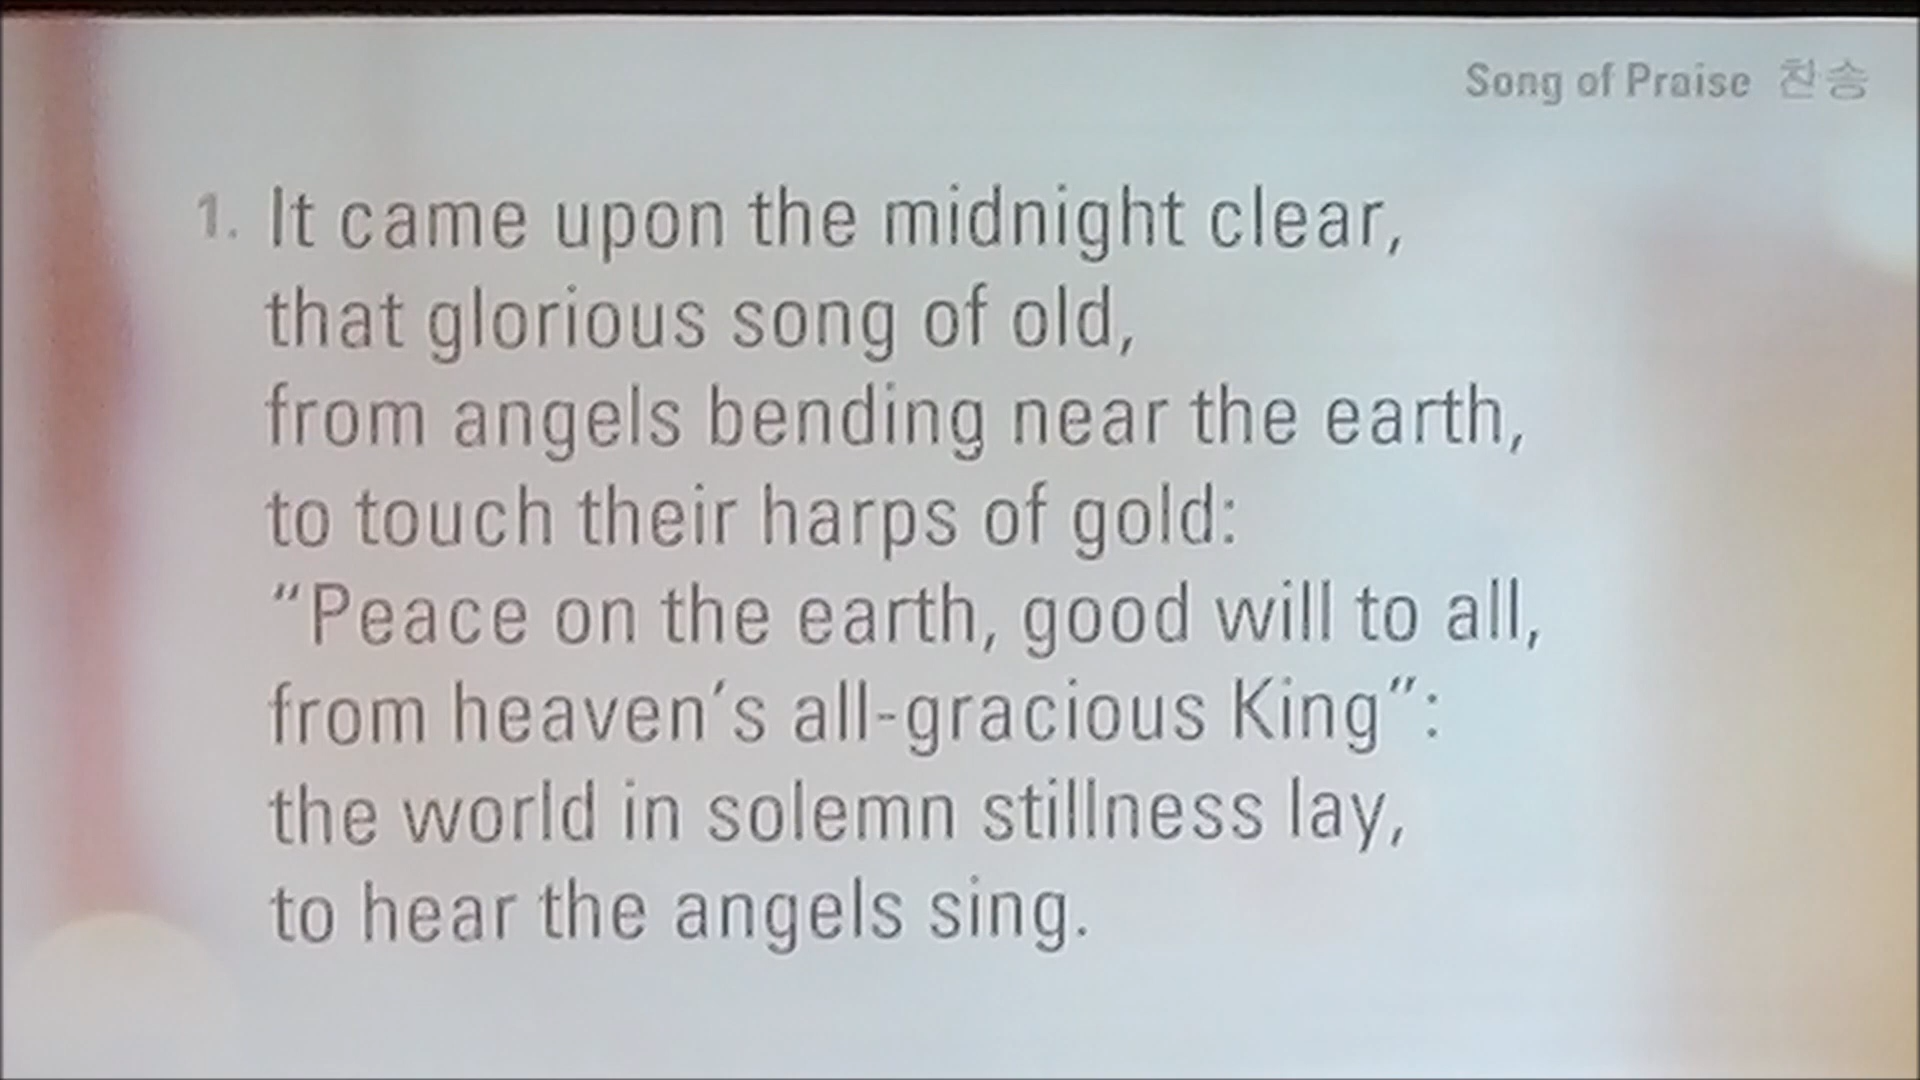 Song of Praise 찬송
1. It came upon the midnight clear,
that glorious song of old,
from angels bending near the earth,
to touch their harps of gold:
“Peace on the earth, good will to all,
from heaven’s all-gracious King”:
the world in solemn stillness lay,
to hear the angels sing.